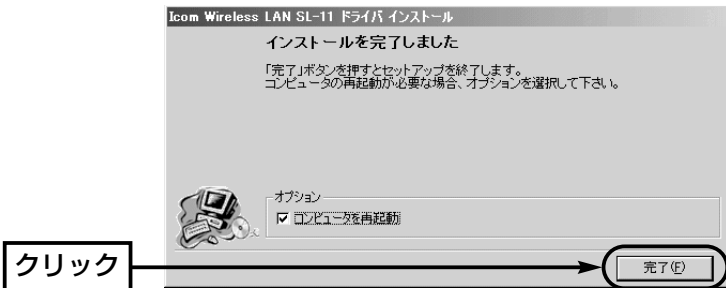 Icom Wireless LAN SL-11 ドライバ インストール
インストールを完了しました
「完了」ボタンを押すとセットアップを終了します。
コンピュータの再起動が必要な場合、オプションを選択して下さい。
オプション
コンピュータを再起動
クリック
完了(F)